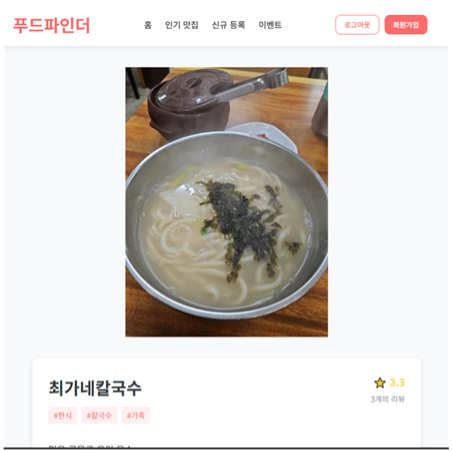 푸드파인더 홈 인기 맛집 신규 등록 이벤트 로그아웃 회원가입
최가네칼국수 3.3
3개의 리뷰
#한식 #칼국수 #가족